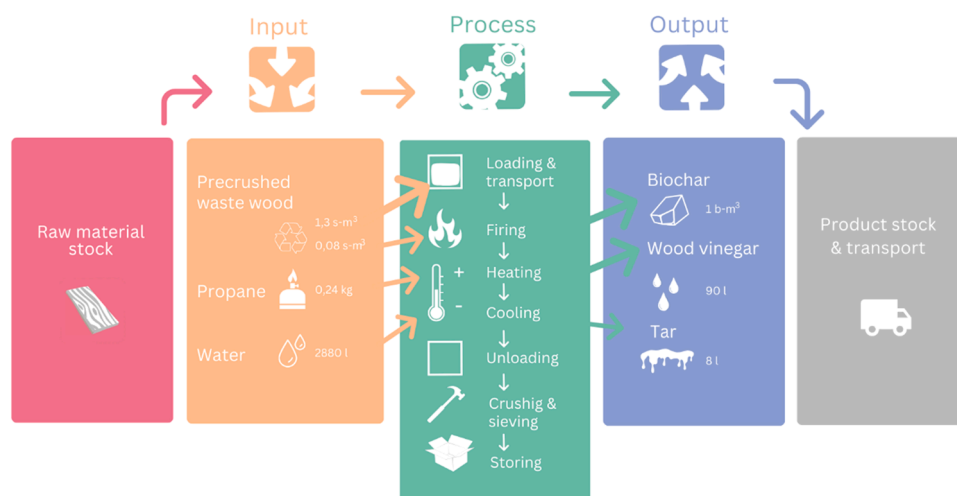 Input
Process
Output
Raw material
stock
Precrushed
waste wood
1,3 s-m³
0,08 s-m³
Propane
0,24 kg
Water
2880 l
Loading &
transport
Firing
+
Heating
-
Cooling
Unloading
Crushig &
sieving
Storing
Biochar
1 b-m³
Wood vinegar
90 l
Tar
8 l
Product stock
& transport